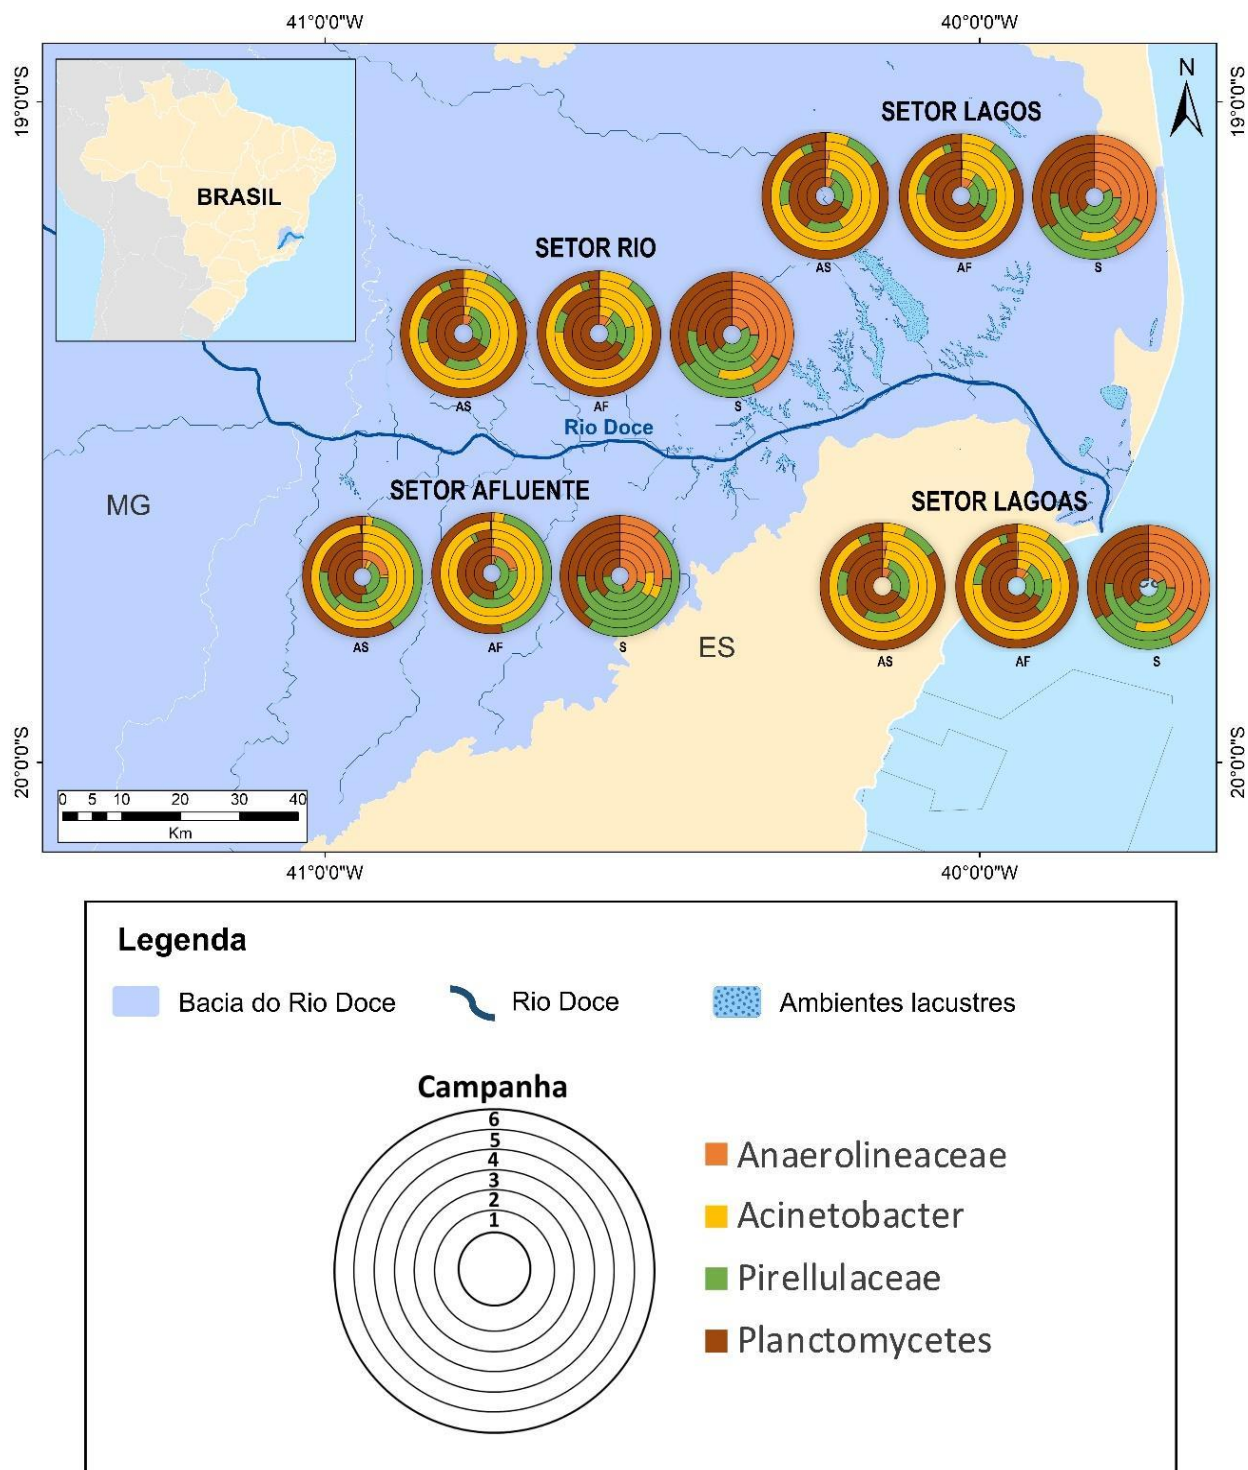 41°0'0"W
40°0'0"W
19°0'0"S
19°0'0"S
N
BRASIL
SETOR LAGOS
AS
AF
S
SETOR RIO
AS
AF
S
Rio Doce
MG
SETOR AFLUENTE
AS
AF
S
ES
SETOR LAGOAS
AS
AF
S
20°0'0"S
20°0'0"S
0 5 10 20 30 40
Km
41°0'0"W
40°0'0"W
Legenda
Bacia do Rio Doce
Rio Doce
Ambientes lacustres
Campanha
6
5
4
3
2
1
Anaerolineaceae
Acinetobacter
Pirellulaceae
Planctomycetes